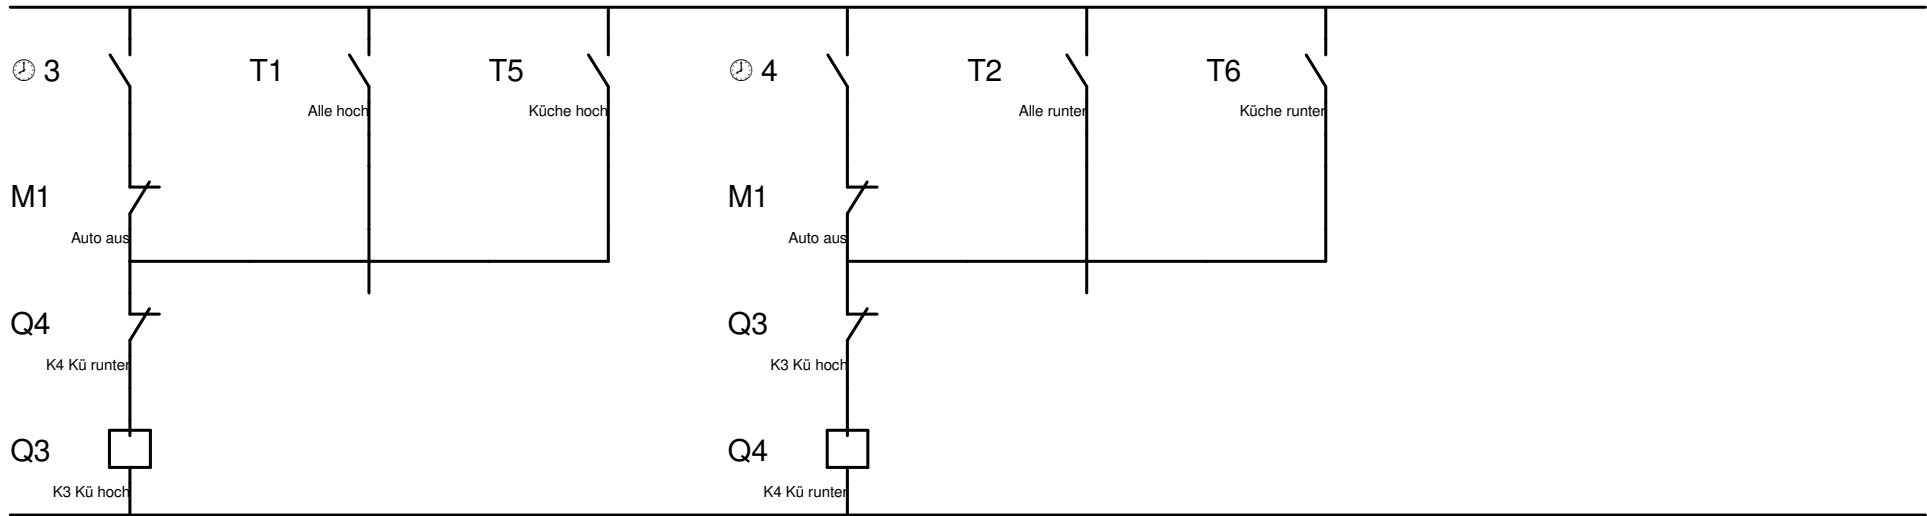 🕗 3 T1 T5 🕗 4 T2 T6
Alle hoch Küche hoch Alle runter Küche runter
M1 M1
Auto aus Auto aus
Q4 Q3
K4 Kü runter K3 Kü hoch
Q3 Q4
K3 Kü hoch K4 Kü runter